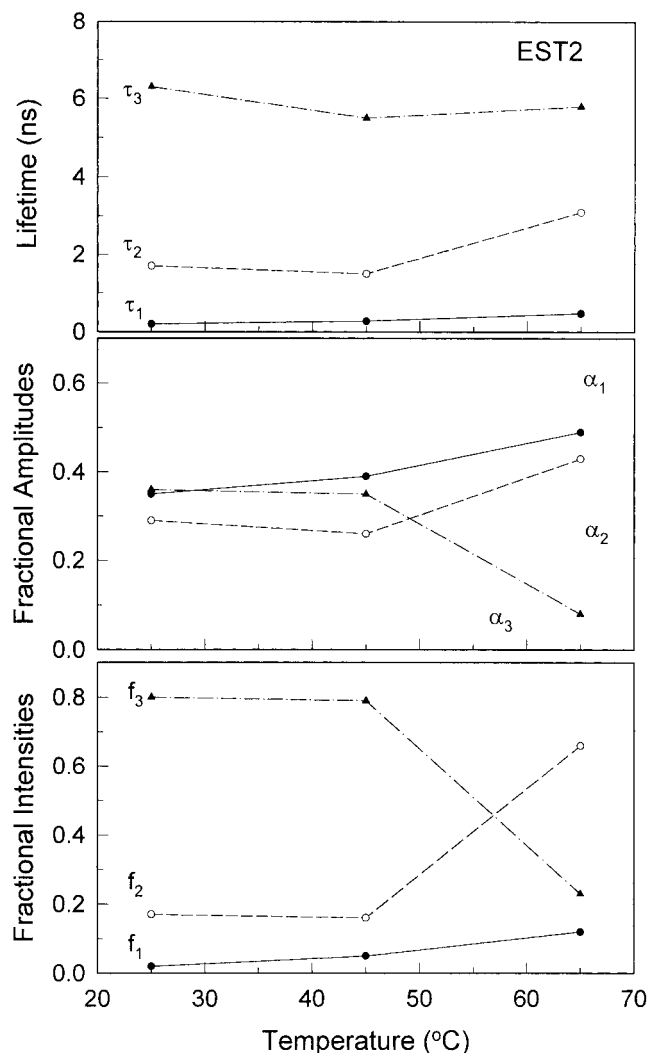 8
EST2
τ3
6
Lifetime (ns)
4
τ2
2
τ1
0
0.6
α1
Fractional Amplitudes
0.4
0.2
α2
α3
0.0
0.8
f3
Fractional Intensities
0.6
0.4
f2
0.2
f1
0.0
20 30 40 50 60 70
Temperature (°C)